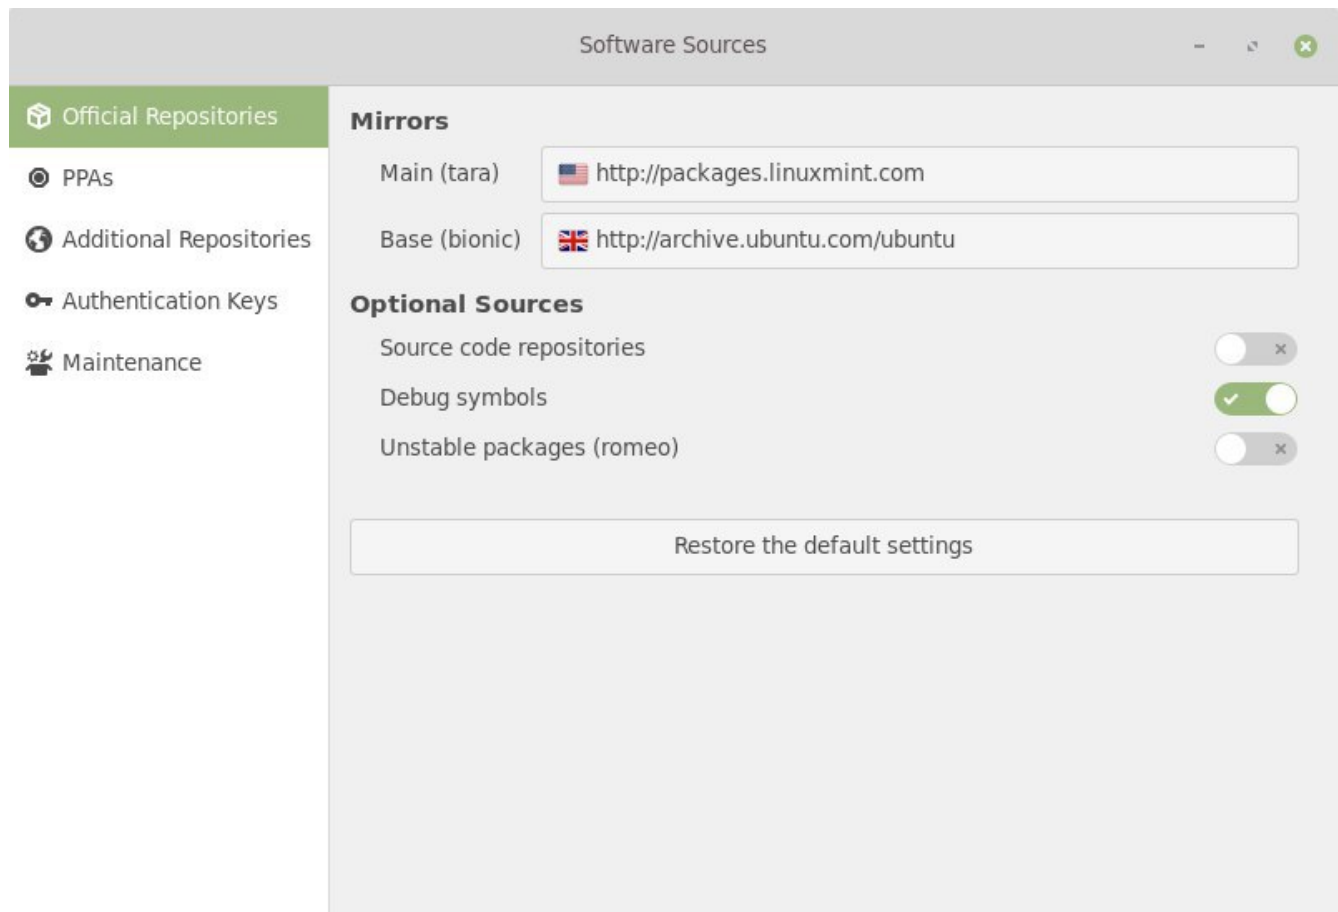 Software Sources
Official Repositories
PPAs
Additional Repositories
Authentication Keys
Maintenance
Mirrors
Main (tara)
http://packages.linuxmint.com
Base (bionic)
http://archive.ubuntu.com/ubuntu
Optional Sources
Source code repositories
Debug symbols
Unstable packages (romeo)
Restore the default settings